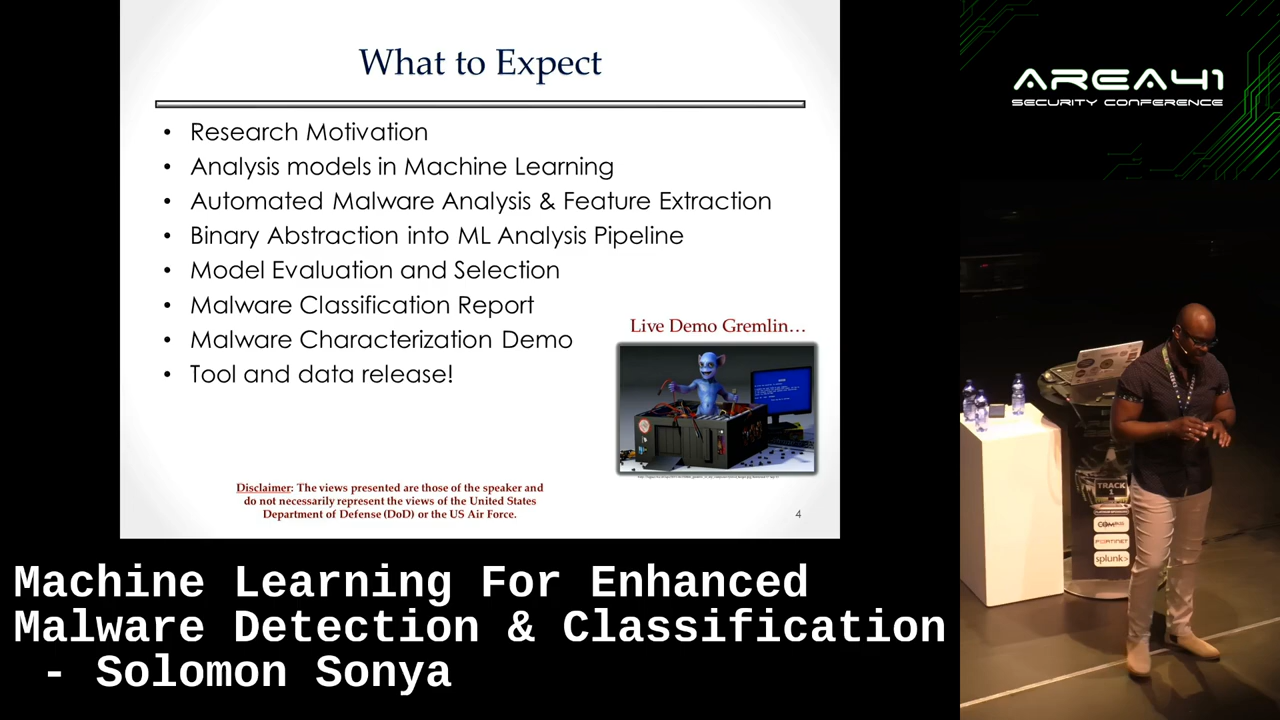 What to Expect
• Research Motivation
• Analysis models in Machine Learning
• Automated Malware Analysis & Feature Extraction
• Binary Abstraction into ML Analysis Pipeline
• Model Evaluation and Selection
• Malware Classification Report
• Malware Characterization Demo
• Tool and data release!
Live Demo Gremlin...
Disclaimer: The views presented are those of the speaker and
do not necessarily represent the views of the United States
Department of Defense (DoD) or the US Air Force.
4
AREA41
SECURITY CONFERENCE
TRACK
1
FORTINET
splunk>
Machine Learning For Enhanced
Malware Detection & Classification
- Solomon Sonya